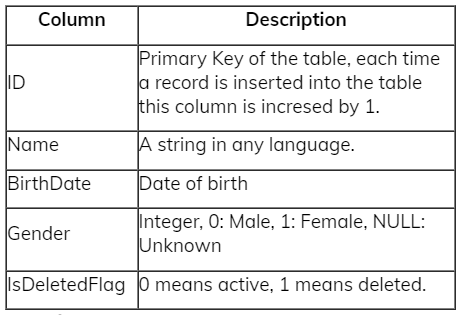 Column Description
ID
Primary Key of the table, each time
a record is inserted into the table
this column is incresed by 1.
Name A string in any language.
BirthDate Date of birth
Gender
Integer, 0: Male, 1: Female, NULL:
Unknown
IsDeletedFlag 0 means active, 1 means deleted.